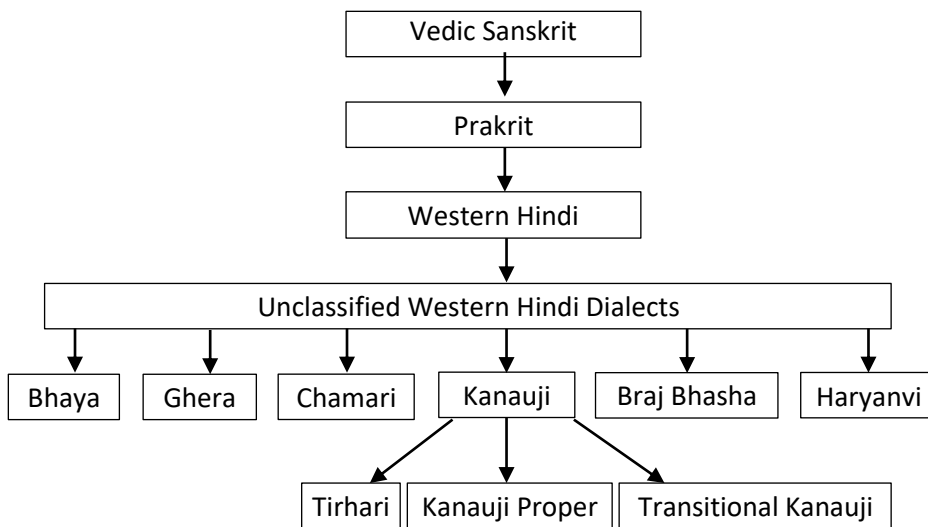 Vedic Sanskrit
Prakrit
Western Hindi
Unclassified Western Hindi Dialects
Bhaya
Ghera
Chamari
Kanauji
Braj Bhasha
Haryanvi
Tirhari
Kanauji Proper
Transitional Kanauji